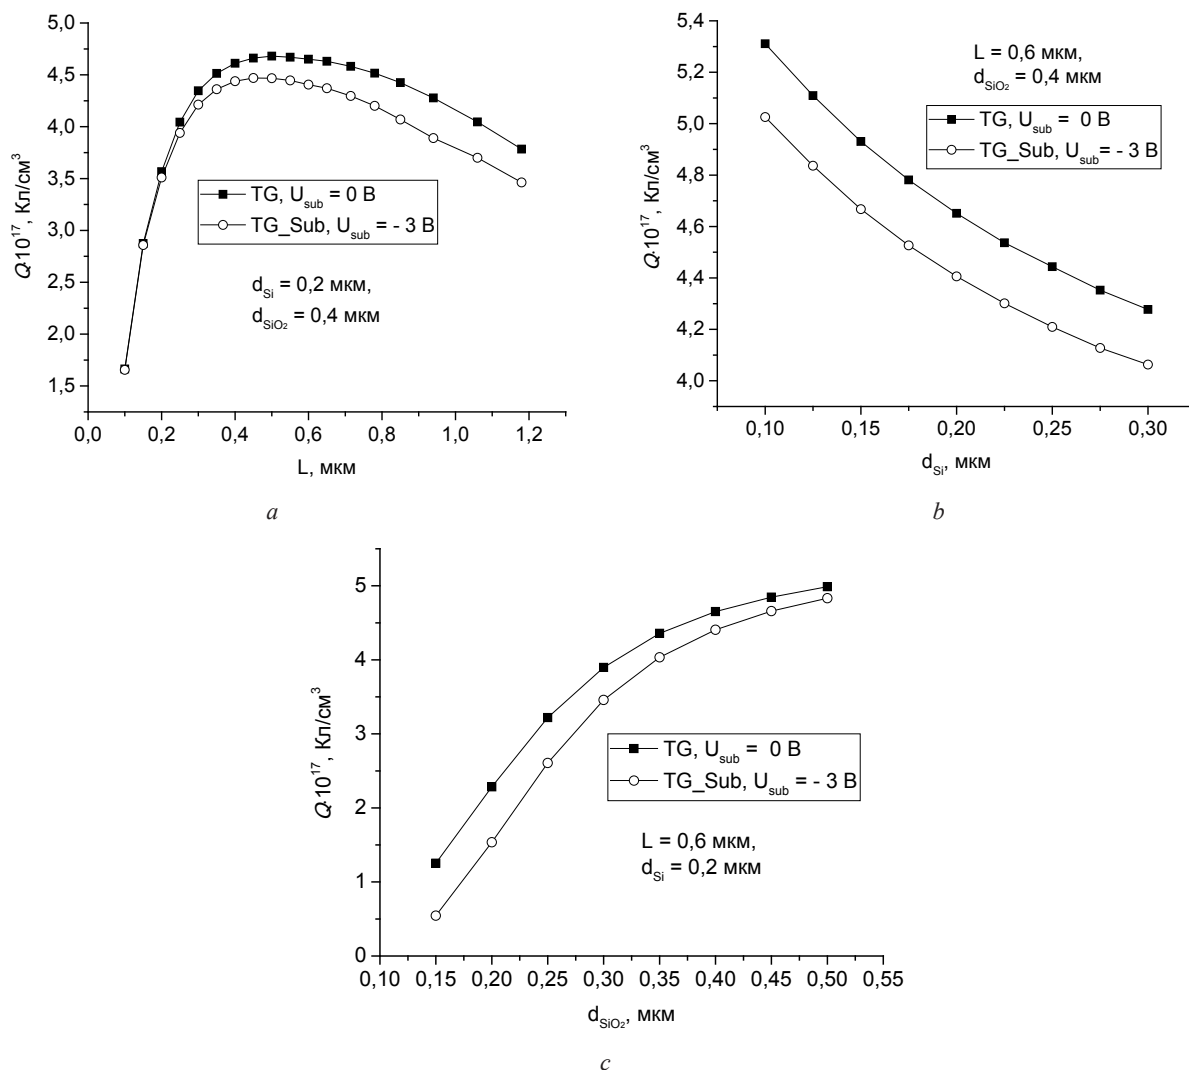 5,0
4,5
4,0
3,5
3,0
2,5
2,0
1,5
Q·10¹⁷, Кл/см³
TG, U_sub = 0 В
TG_Sub, U_sub = - 3 В
d_Si = 0,2 мкм,
d_SiO₂ = 0,4 мкм
0,0 0,2 0,4 0,6 0,8 1,0 1,2
L, мкм
a
5,4
5,2
5,0
4,8
4,6
4,4
4,2
4,0
Q·10¹⁷, Кл/см³
L = 0,6 мкм,
d_SiO₂ = 0,4 мкм
TG, U_sub = 0 В
TG_Sub, U_sub = - 3 В
0,10 0,15 0,20 0,25 0,30
d_Si, мкм
b
5
4
3
2
1
0
Q·10¹⁷, Кл/см³
TG, U_sub = 0 В
TG_Sub, U_sub = - 3 В
L = 0,6 мкм,
d_Si = 0,2 мкм
0,10 0,15 0,20 0,25 0,30 0,35 0,40 0,45 0,50 0,55
d_SiO₂, мкм
c